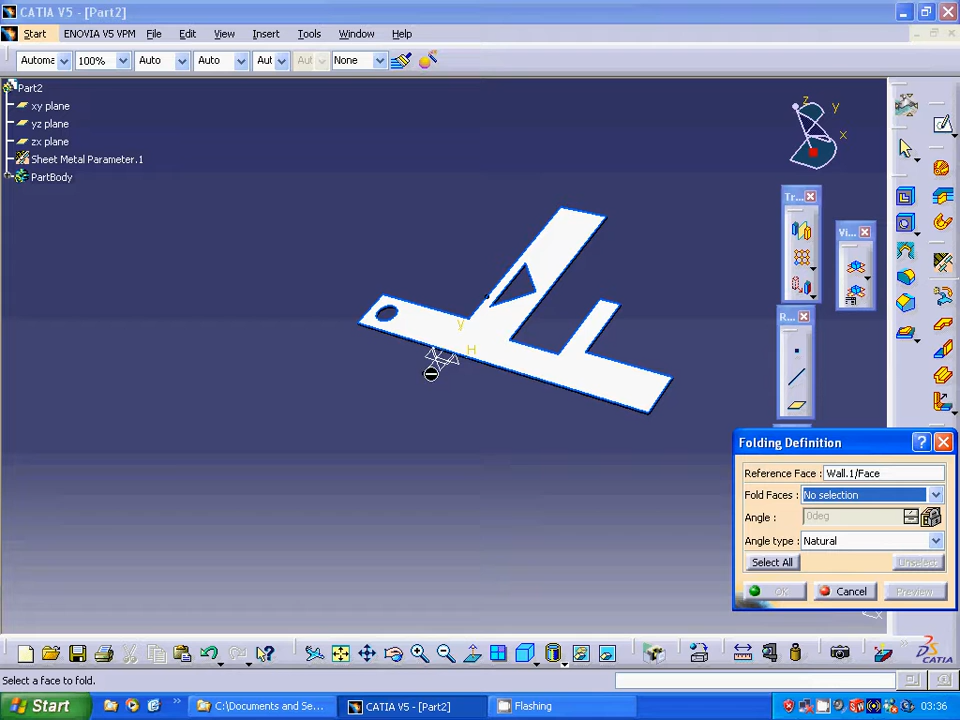 CATIA V5 - [Part2]
Start ENOVIA V5 VPM File Edit View Insert Tools Window Help
Automa 100% Auto Auto Aut Aut None
Part2
xy plane
yz plane
zx plane
Sheet Metal Parameter.1
PartBody
z
y
x
Tr...
Vi...
R...
y
H
Folding Definition
Reference Face : Wall.1/Face
Fold Faces : No selection
Angle : 0deg
Angle type : Natural
Select All Unselect
OK Cancel Preview
CATIA
Select a face to fold.
Start C:\Documents and Se... CATIA V5 - [Part2] Flashing 03:36